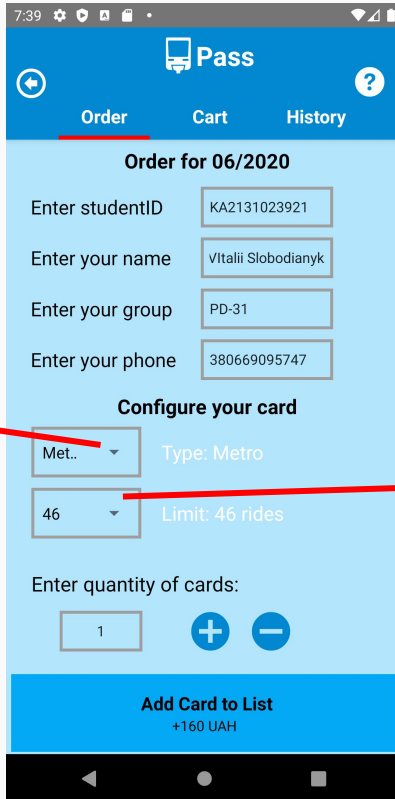 7:39
Pass
?
Order Cart History
Order for 06/2020
Enter studentID KA2131023921
Enter your name VItalii Slobodianyk
Enter your group PD-31
Enter your phone 380669095747
Configure your card
Met.. Type: Metro
46 Limit: 46 rides
Enter quantity of cards:
1
Add Card to List
+160 UAH